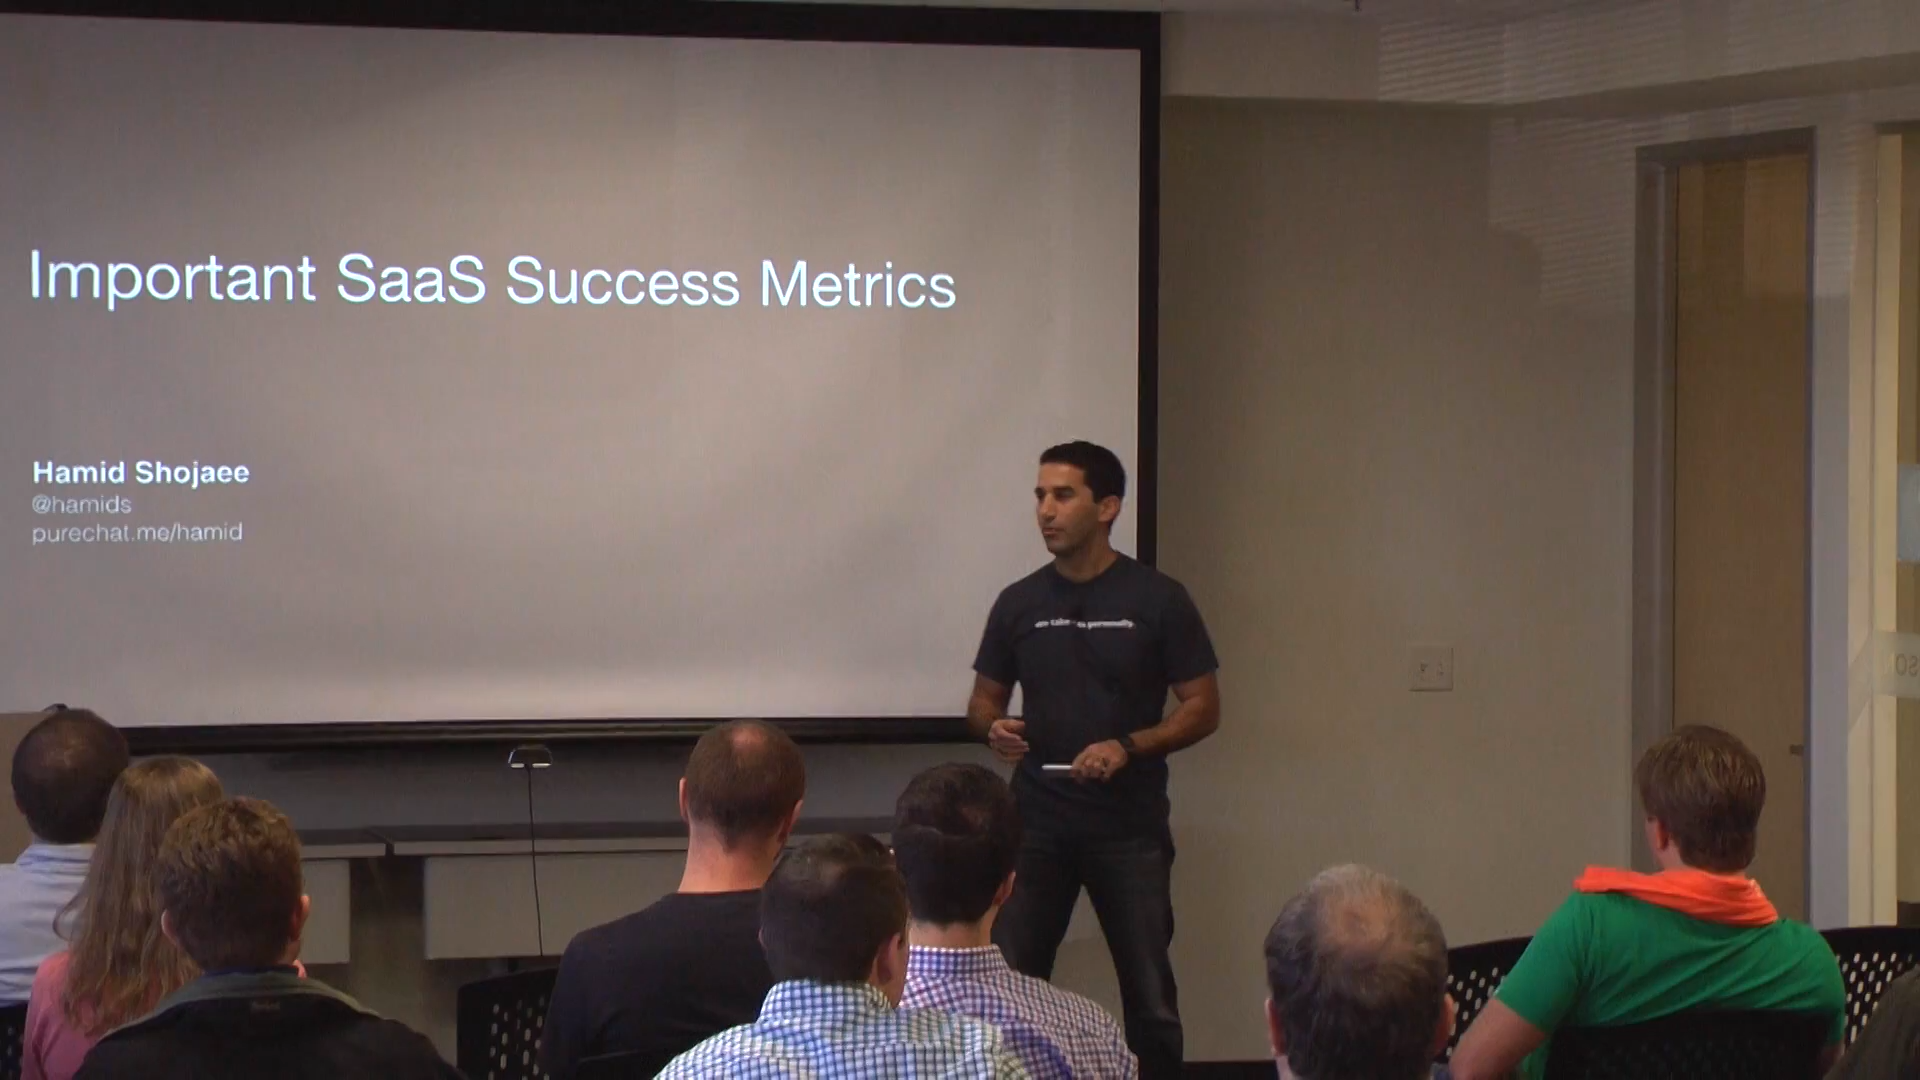 Important SaaS Success Metrics
Hamid Shojaee
@hamids
purechat.me/hamid